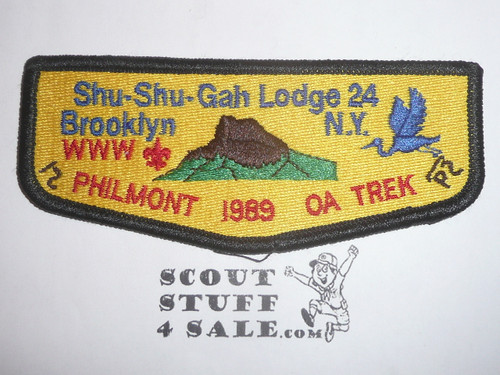 Shu-Shu-Gah Lodge 24
Brooklyn N.Y.
WWW
PHILMONT 1989 OA TREK
SCOUT
STUFF
4 SALE.com